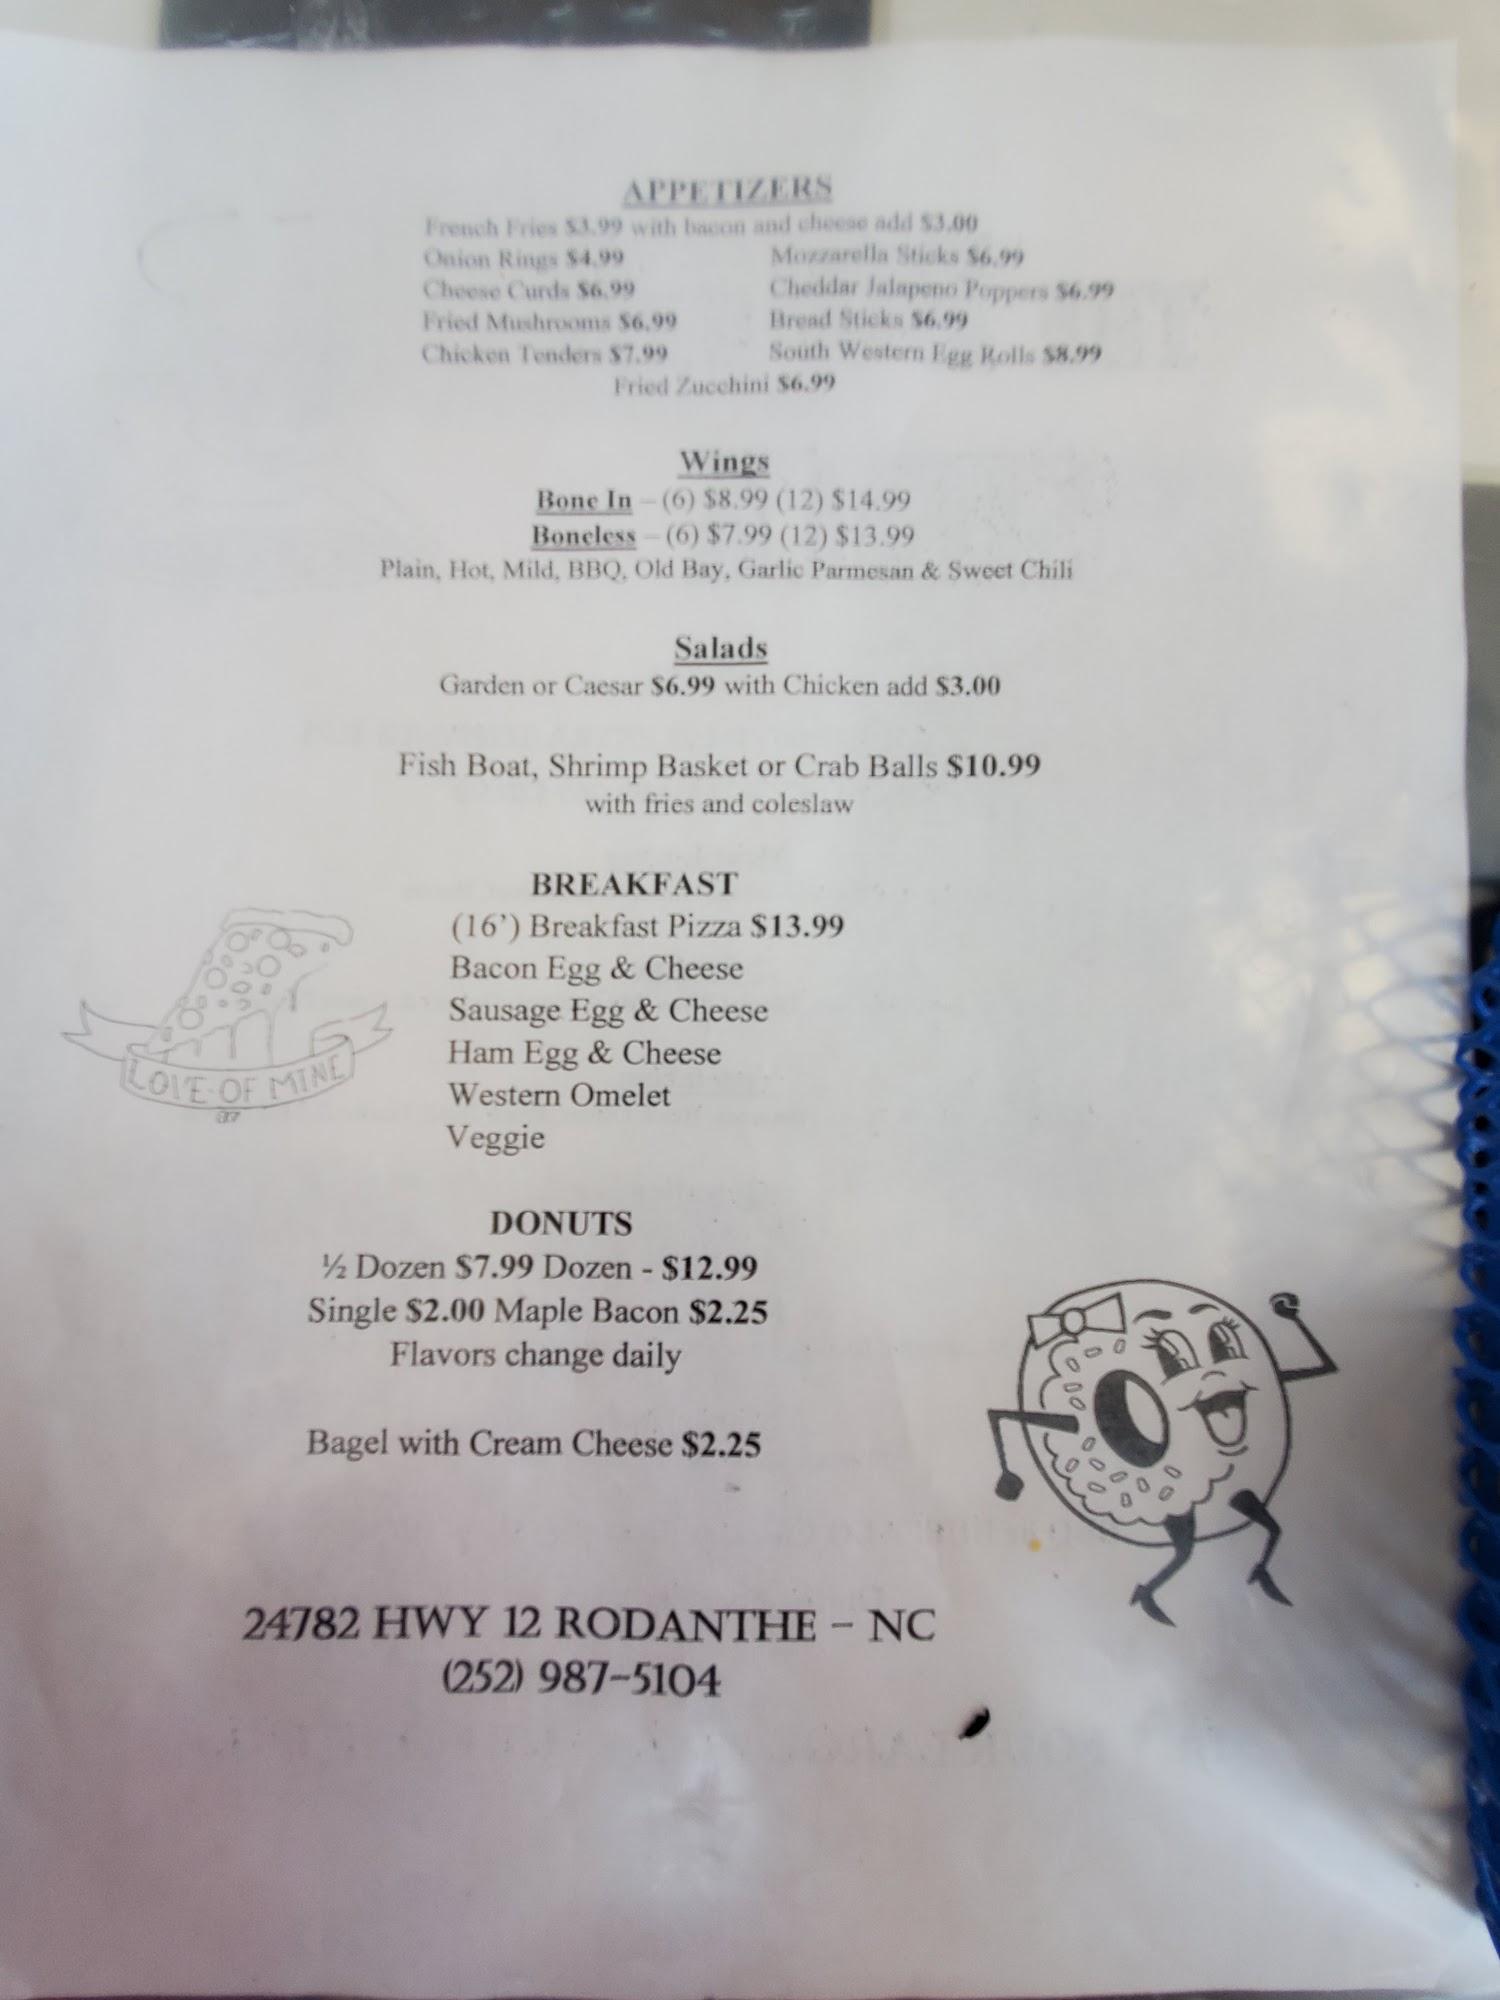 APPETIZERS
French Fries $3.99 with bacon and cheese add $3.00
Onion Rings $4.99 Mozzarella Sticks $6.99
Cheese Curds $6.99 Cheddar Jalapeno Poppers $6.99
Fried Mushrooms $6.99 Bread Sticks $6.99
Chicken Tenders $7.99 South Western Egg Rolls $8.99
Fried Zucchini $6.99
Wings
Bone In – (6) $8.99 (12) $14.99
Boneless – (6) $7.99 (12) $13.99
Plain, Hot, Mild, BBQ, Old Bay, Garlic Parmesan & Sweet Chili
Salads
Garden or Caesar $6.99 with Chicken add $3.00
Fish Boat, Shrimp Basket or Crab Balls $10.99
with fries and coleslaw
BREAKFAST
(16’) Breakfast Pizza $13.99
Bacon Egg & Cheese
Sausage Egg & Cheese
Ham Egg & Cheese
Western Omelet
Veggie
LOVE OF MINE
DONUTS
½ Dozen $7.99 Dozen - $12.99
Single $2.00 Maple Bacon $2.25
Flavors change daily
Bagel with Cream Cheese $2.25
24782 HWY 12 RODANTHE – NC
(252) 987-5104